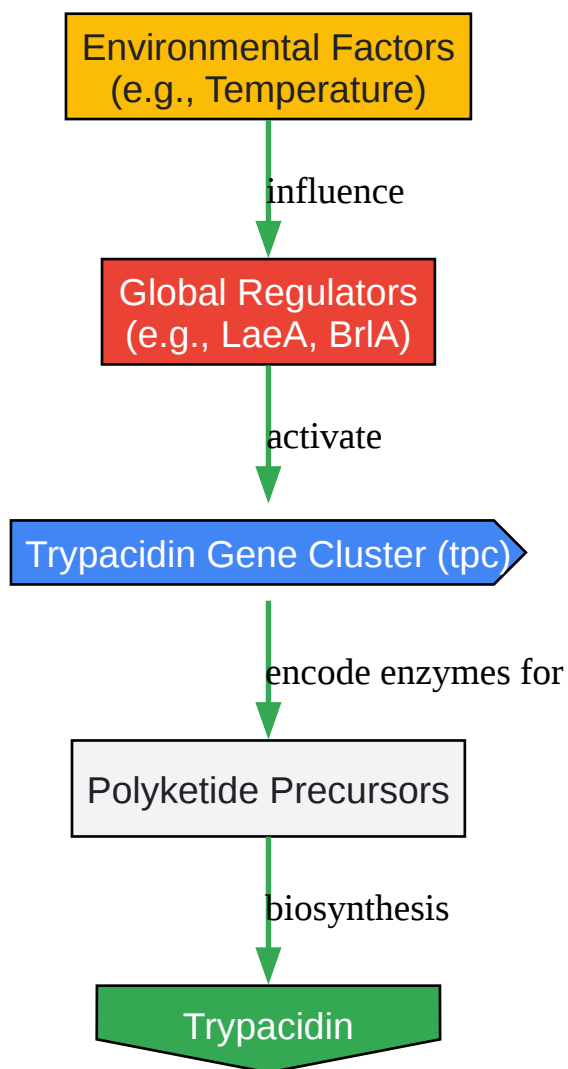 Environmental Factors
(e.g., Temperature)
influence
Global Regulators
(e.g., LaeA, BrlA)
activate
Trypacidin Gene Cluster (tpc)
encode enzymes for
Polyketide Precursors
biosynthesis
Trypacidin